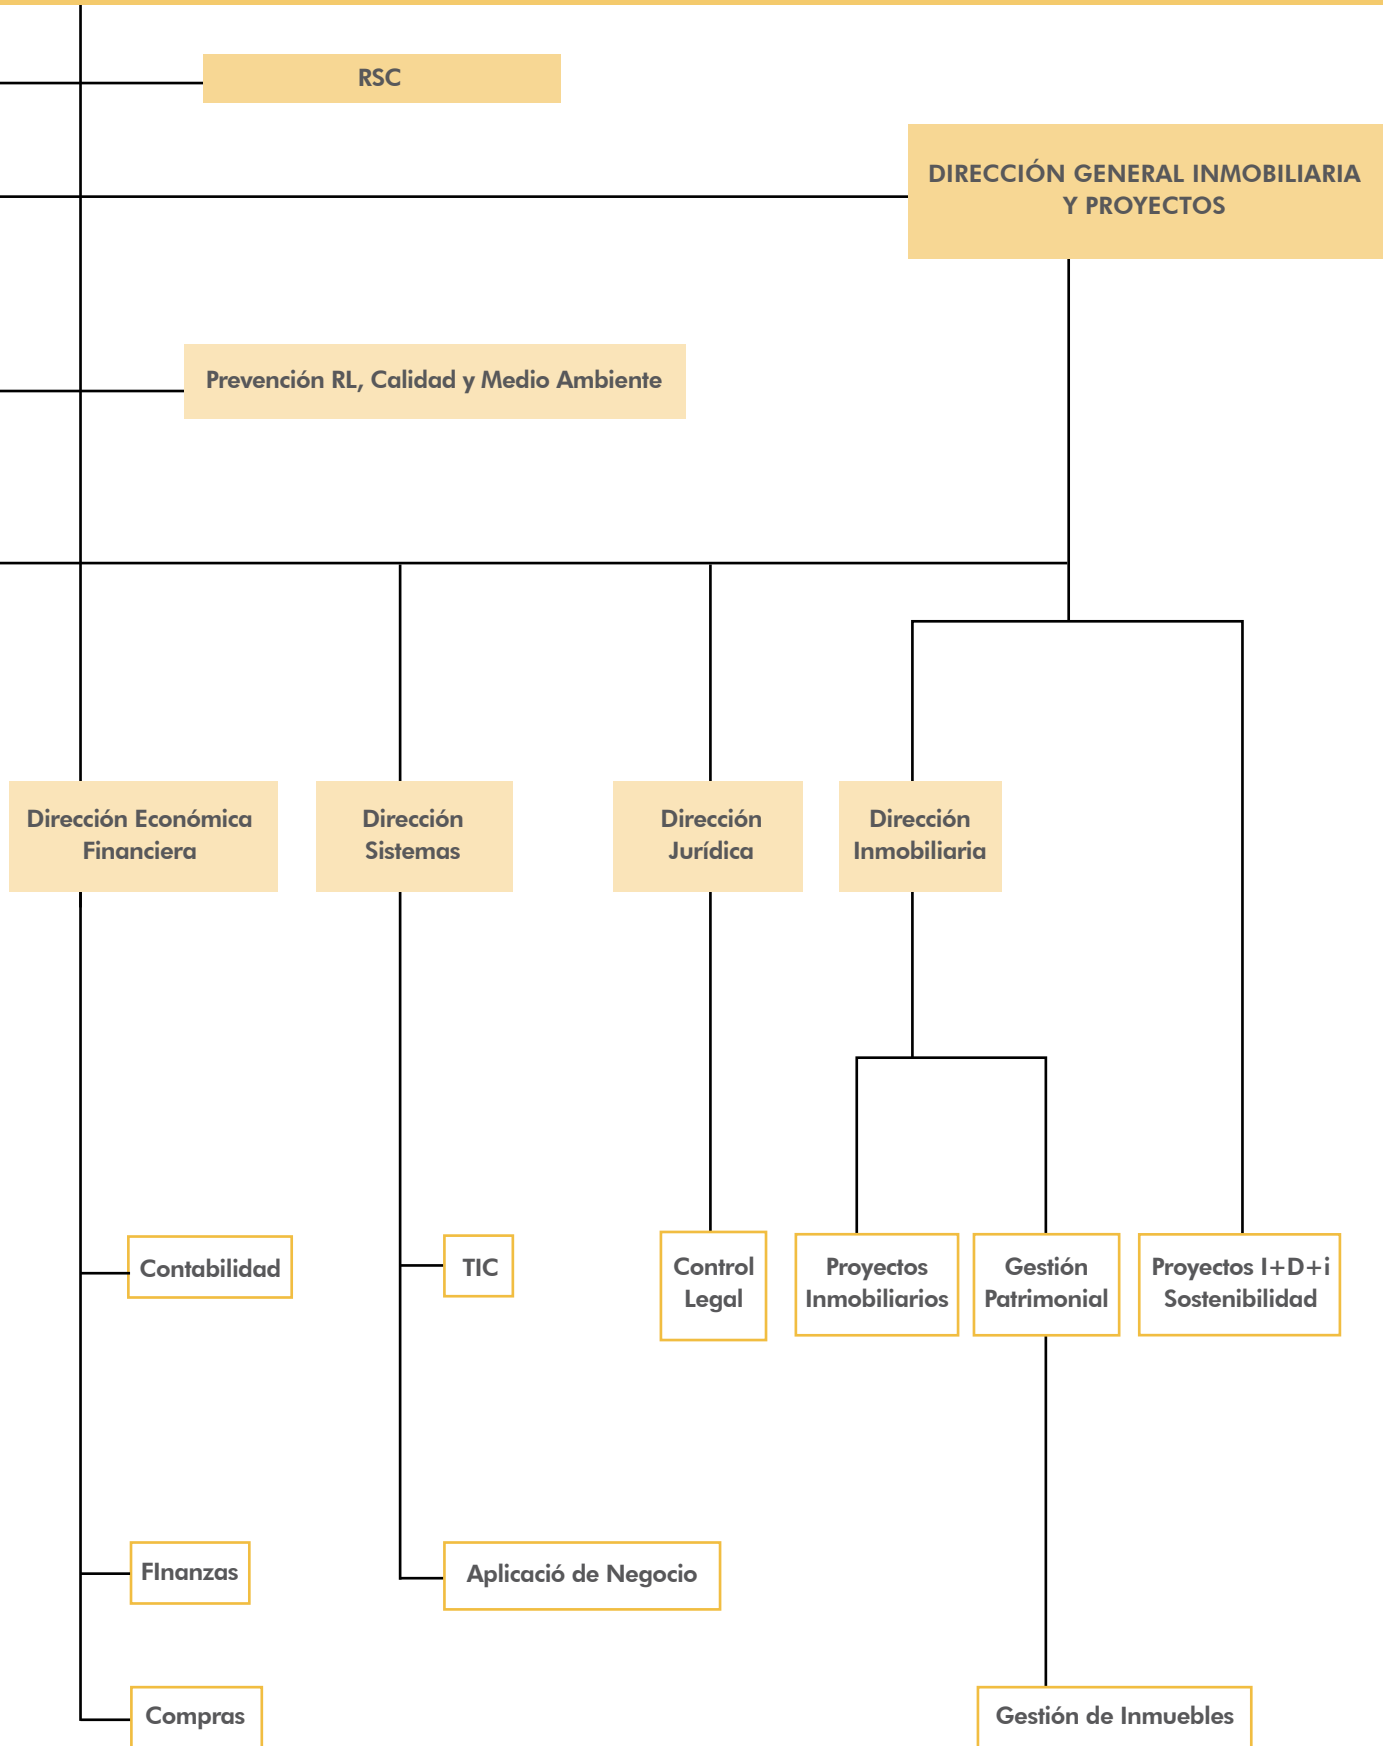 RSC
DIRECCIÓN GENERAL INMOBILIARIA
Y PROYECTOS
Prevención RL, Calidad y Medio Ambiente
Dirección Económica
Financiera
Dirección
Sistemas
Dirección
Jurídica
Dirección
Inmobiliaria
Contabilidad
TIC
Control
Legal
Proyectos
Inmobiliarios
Gestión
Patrimonial
Proyectos I+D+i
Sostenibilidad
FInanzas
Aplicació de Negocio
Compras
Gestión de Inmuebles